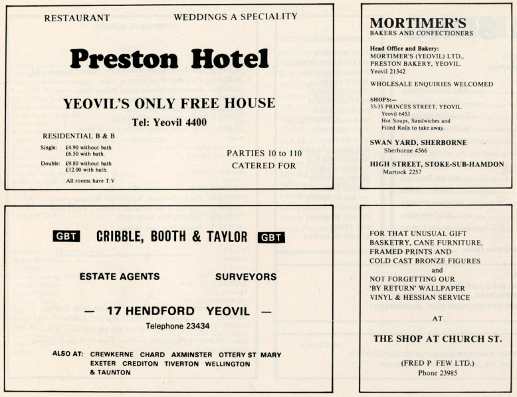 RESTAURANT WEDDINGS A SPECIALITY
Preston Hotel
YEOVIL'S ONLY FREE HOUSE
Tel: Yeovil 4400
RESIDENTIAL B & B
Single: £4.90 without bath
£6.50 with bath.
Double: £9.80 without bath
£12.00 with bath.
All rooms have T.V
PARTIES 10 to 110
CATERED FOR
MORTIMER'S
BAKERS AND CONFECTIONERS
Head Office and Bakery:
MORTIMER'S (YEOVIL) LTD.,
PRESTON BAKERY, YEOVIL.
Yeovil 21342
WHOLESALE ENQUIRIES WELCOMED
SHOPS:—
33-35 PRINCES STREET, YEOVIL
Yeovil 6453
Hot Soups, Sandwiches and
Filled Rolls to take away.
SWAN YARD, SHERBORNE
Sherborne 4566
HIGH STREET, STOKE-SUB-HAMDON
Martock 2257
GBT CRIBBLE, BOOTH & TAYLOR GBT
ESTATE AGENTS SURVEYORS
— 17 HENDFORD YEOVIL —
Telephone 23434
ALSO AT: CREWKERNE CHARD AXMINSTER OTTERY ST MARY
EXETER CREDITON TIVERTON WELLINGTON
& TAUNTON
FOR THAT UNUSUAL GIFT
BASKETRY, CANE FURNITURE,
FRAMED PRINTS AND
COLD CAST BRONZE FIGURES
and
NOT FORGETTING OUR
'BY RETURN' WALLPAPER
VINYL & HESSIAN SERVICE
AT
THE SHOP AT CHURCH ST.
(FRED P FEW LTD.)
Phone 23985